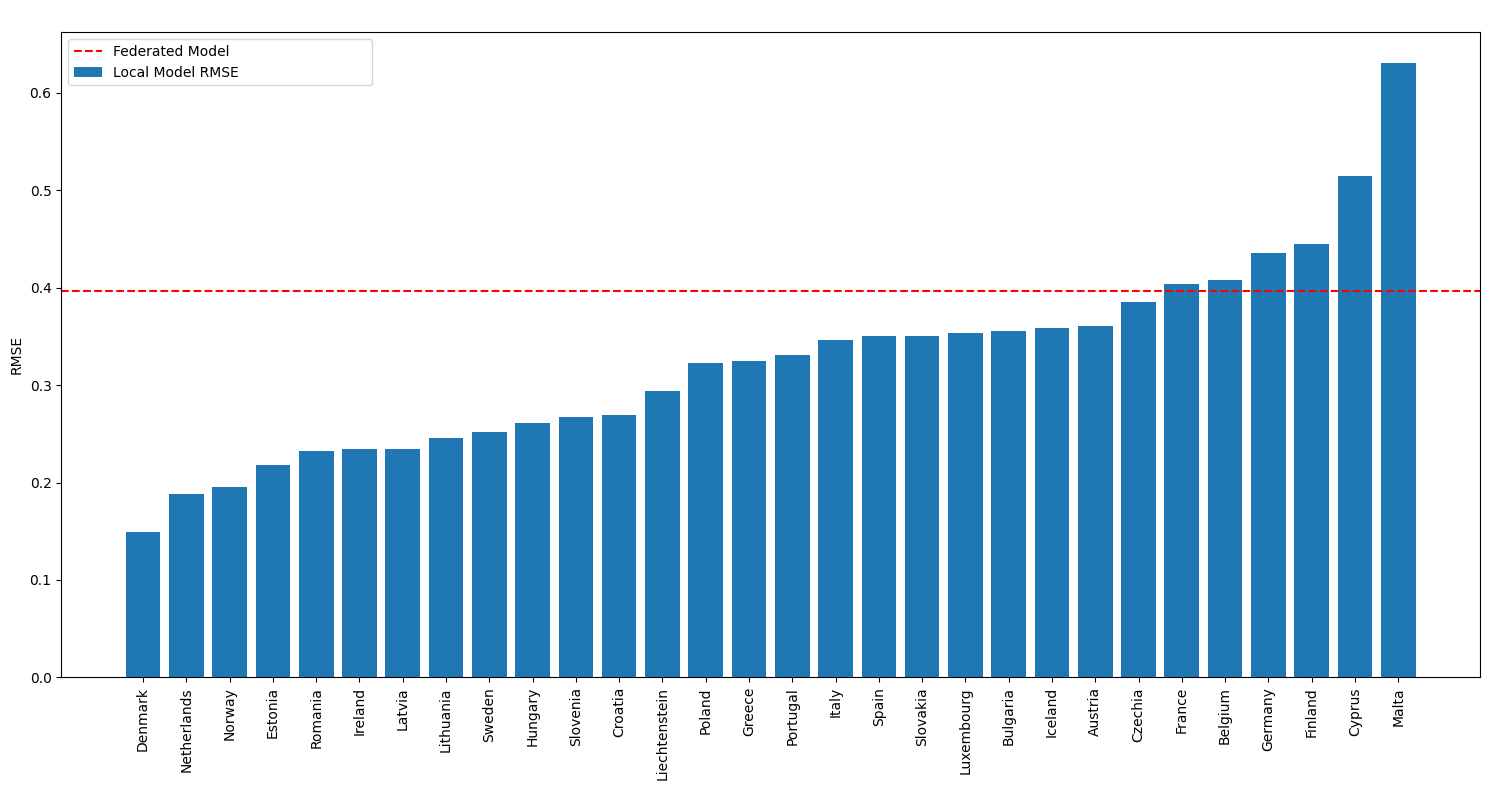 Federated Model
Local Model RMSE
RMSE
0.6
0.5
0.4
0.3
0.2
0.1
0.0
Denmark
Netherlands
Norway
Estonia
Romania
Ireland
Latvia
Lithuania
Sweden
Hungary
Slovenia
Croatia
Liechtenstein
Poland
Greece
Portugal
Italy
Spain
Slovakia
Luxembourg
Bulgaria
Iceland
Austria
Czechia
France
Belgium
Germany
Finland
Cyprus
Malta